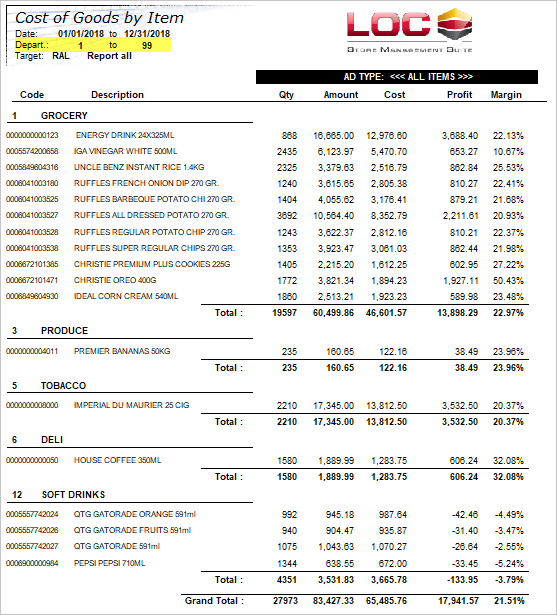 Cost of Goods by Item
Date: 01/01/2018 to 12/31/2018
Depart.: 1 to 99
Target: RAL Report all
LOC
STORE MANAGEMENT SUITE
AD TYPE: <<< ALL ITEMS >>>
Code Description Qty Amount Cost Profit Margin
1 GROCERY
0000000000123 ENERGY DRINK 24X325ML 868 16,665.00 12,976.60 3,688.40 22.13%
0005574200658 IGA VINEGAR WHITE 500ML 2435 6,123.97 5,470.70 653.27 10.67%
0005849604316 UNCLE BENZ INSTANT RICE 1.4KG 2325 3,379.63 2,516.79 862.84 25.53%
0006041003180 RUFFLES FRENCH ONION DIP 270 GR. 1240 3,615.65 2,805.38 810.27 22.41%
0006041003525 RUFFLES BARBEQUE POTATO CHI 270 GR. 1404 4,055.62 3,176.41 879.21 21.68%
0006041003527 RUFFLES ALL DRESSED POTATO 270 GR. 3692 10,564.40 8,352.79 2,211.61 20.93%
0006041003528 RUFFLES REGULAR POTATO CHIP 270 GR. 1243 3,622.37 2,812.16 810.21 22.37%
0006041003538 RUFFLES SUPER REGULAR CHIPS 270 GR. 1353 3,923.47 3,061.03 862.44 21.98%
0006672101385 CHRISTIE PREMIUM PLUS COOKIES 225G 1405 2,215.20 1,612.25 602.95 27.22%
0006672101471 CHRISTIE OREO 400G 1772 3,821.34 1,894.23 1,927.11 50.43%
0006849604930 IDEAL CORN CREAM 540ML 1860 2,513.21 1,923.23 589.98 23.48%
Total : 19597 60,499.86 46,601.57 13,898.29 22.97%
3 PRODUCE
0000000004011 PREMIER BANANAS 50KG 235 160.65 122.16 38.49 23.96%
Total : 235 160.65 122.16 38.49 23.96%
5 TOBACCO
0000000008000 IMPERIAL DU MAURIER 25 CIG 2210 17,345.00 13,812.50 3,532.50 20.37%
Total : 2210 17,345.00 13,812.50 3,532.50 20.37%
6 DELI
0000000000050 HOUSE COFFEE 350ML 1580 1,889.99 1,283.75 606.24 32.08%
Total : 1580 1,889.99 1,283.75 606.24 32.08%
12 SOFT DRINKS
0005557742024 QTG GATORADE ORANGE 591ml 992 945.18 987.64 -42.46 -4.49%
0005557742026 QTG GATORADE FRUITS 591ml 940 904.47 935.87 -31.40 -3.47%
0005557742027 QTG GATORADE 591ml 1075 1,043.63 1,070.27 -26.64 -2.55%
0006900000984 PEPSI PEPSI 710ML 1344 638.55 672.00 -33.45 -5.24%
Total : 4351 3,531.83 3,665.78 -133.95 -3.79%
Grand Total : 27973 83,427.33 65,485.76 17,941.57 21.51%